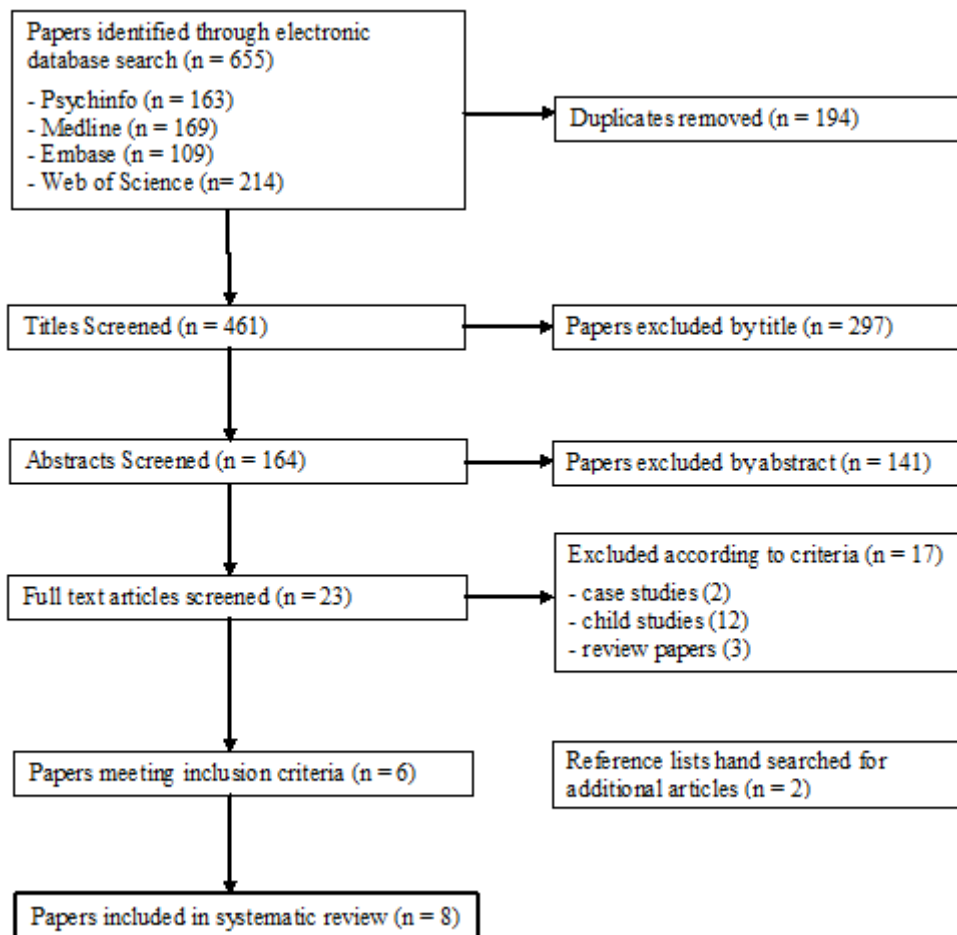 Papers identified through electronic
database search (n = 655)
- Psychinfo (n = 163)
- Medline (n = 169)
- Embase (n = 109)
- Web of Science (n= 214)
Duplicates removed (n = 194)
Titles Screened (n = 461)
Papers excluded by title (n = 297)
Abstracts Screened (n = 164)
Papers excluded by abstract (n = 141)
Full text articles screened (n = 23)
Excluded according to criteria (n = 17)
- case studies (2)
- child studies (12)
- review papers (3)
Papers meeting inclusion criteria (n = 6)
Reference lists hand searched for
additional articles (n = 2)
Papers included in systematic review (n = 8)